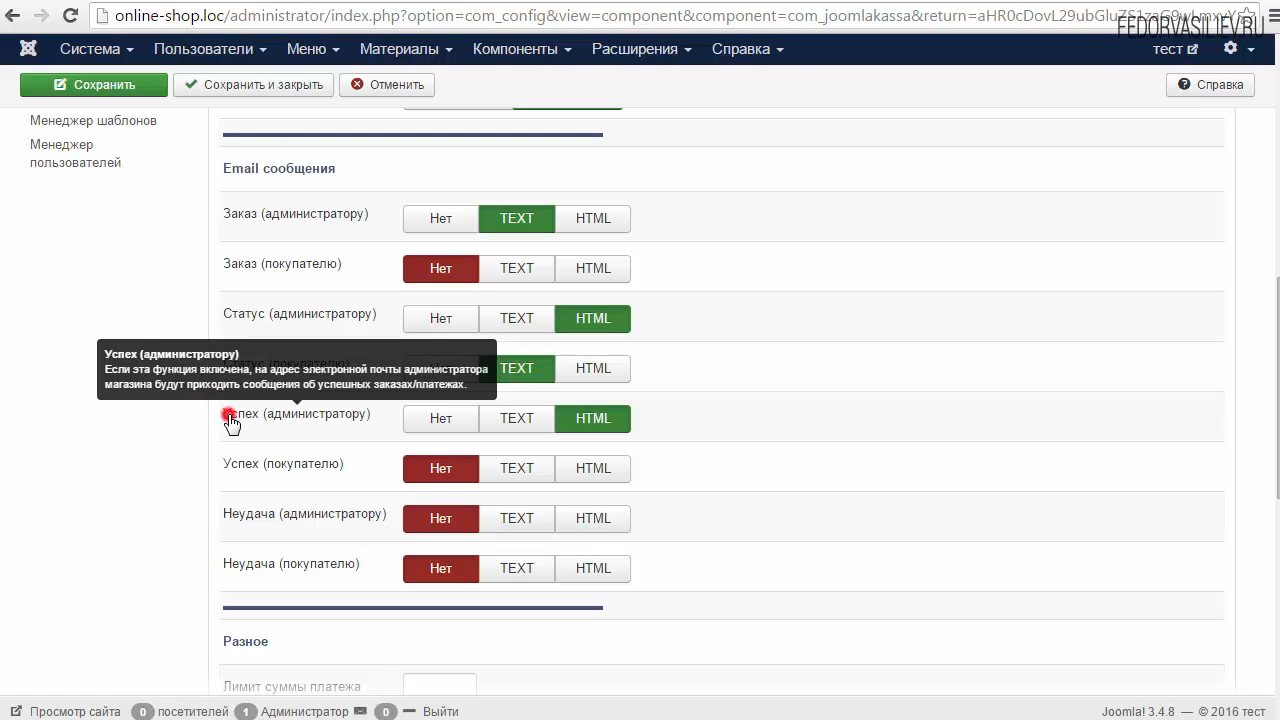 online-shop.loc/administrator/index.php?option=com_config&view=component&component=com_joomlakassa&return=
FEDORVASILIEV.RU
Система Пользователи Меню Материалы Компоненты Расширения Справка тест
Сохранить Сохранить и закрыть Отменить Справка
Менеджер шаблонов
Менеджер
пользователей
Email сообщения
Заказ (администратору) Нет TEXT HTML
Заказ (покупателю) Нет TEXT HTML
Статус (администратору) Нет TEXT HTML
Успех (администратору)
Если эта функция включена, на адрес электронной почты администратора
магазина будут приходить сообщения об успешных заказах/платежах.
Статус (покупателю) TEXT HTML
Успех (администратору) Нет TEXT HTML
Успех (покупателю) Нет TEXT HTML
Неудача (администратору) Нет TEXT HTML
Неудача (покупателю) Нет TEXT HTML
Разное
Лимит суммы платежа
Просмотр сайта 0 посетителей 1 Администратор 0 Выйти Joomla! 3.4.8 — © 2016 тест